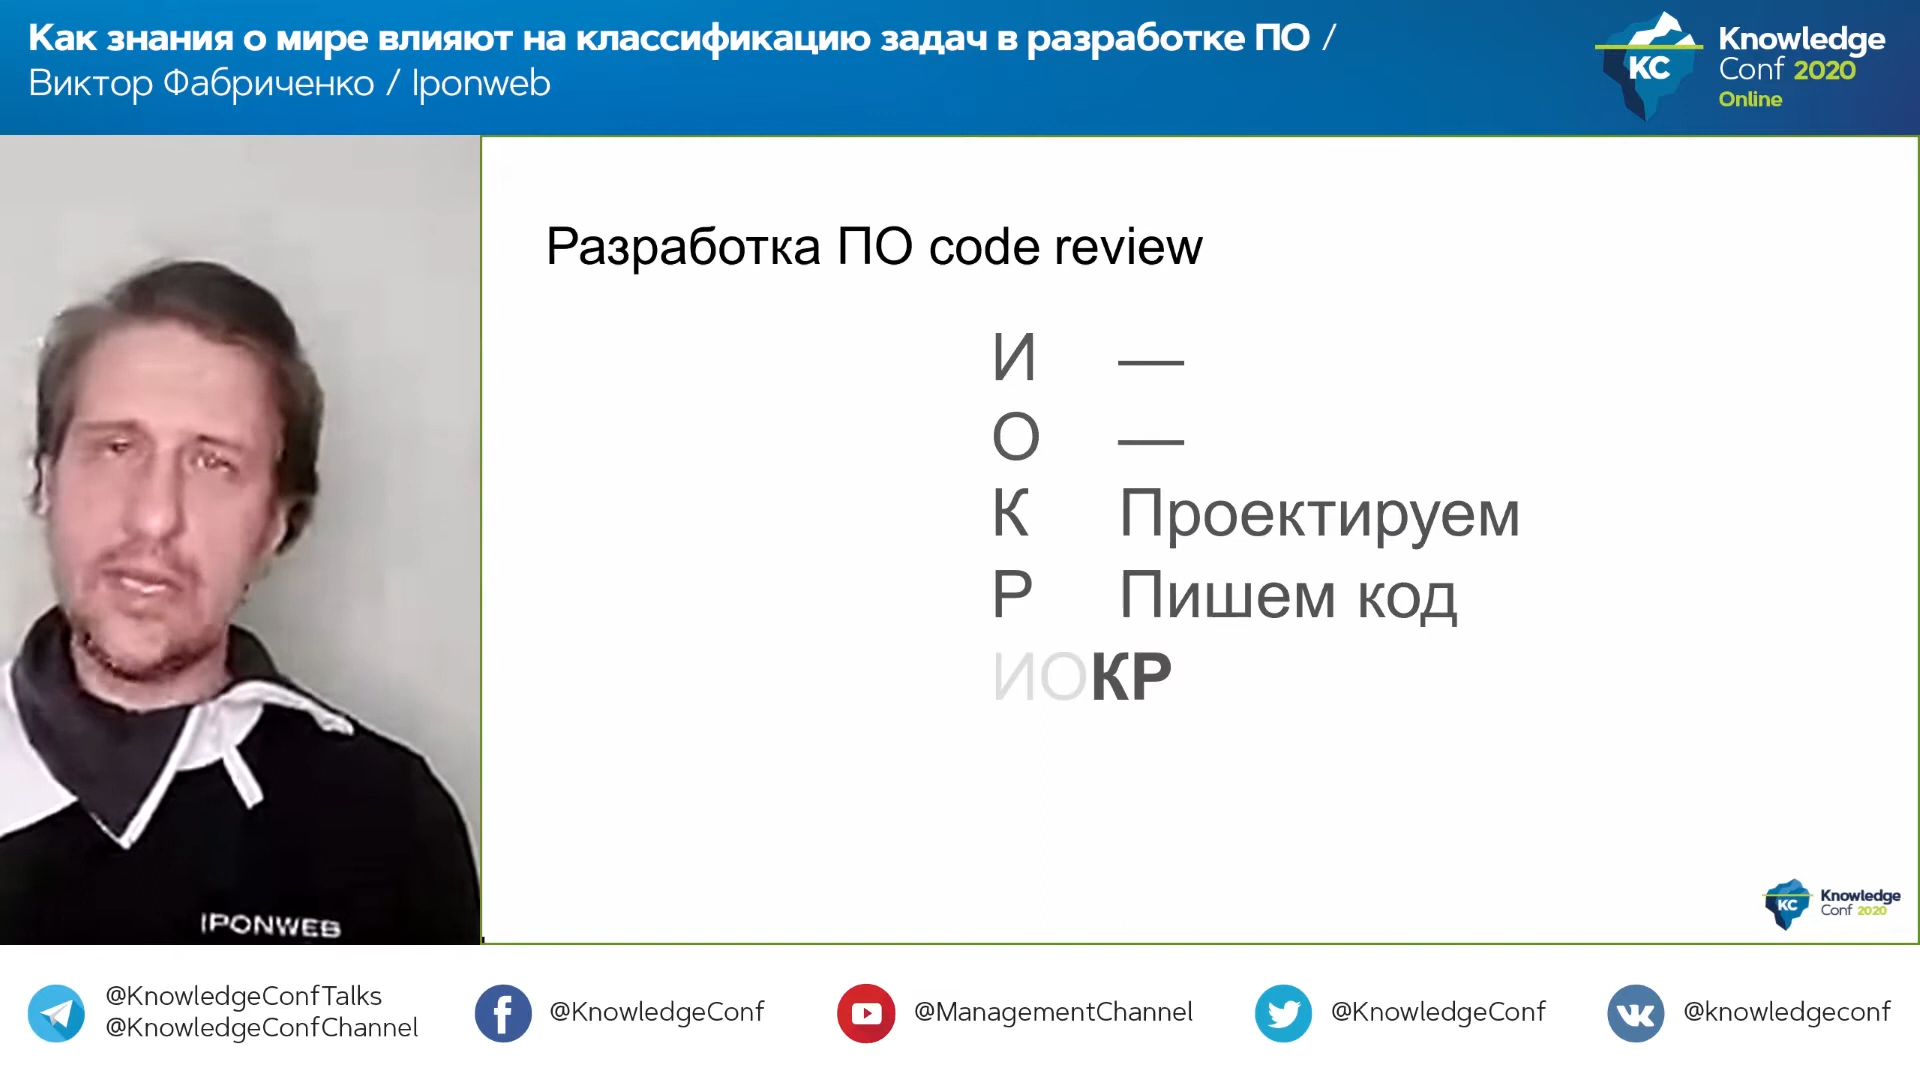 Как знания о мире влияют на классификацию задач в разработке ПО /
Виктор Фабриченко / Iponweb
KC
Knowledge
Conf 2020
Online
Разработка ПО code review
И —
О —
К Проектируем
Р Пишем код
ИОКР
IPONWEB
KC
Knowledge
Conf 2020
@KnowledgeConfTalks
@KnowledgeConfChannel
@KnowledgeConf
@ManagementChannel
@KnowledgeConf
@knowledgeconf